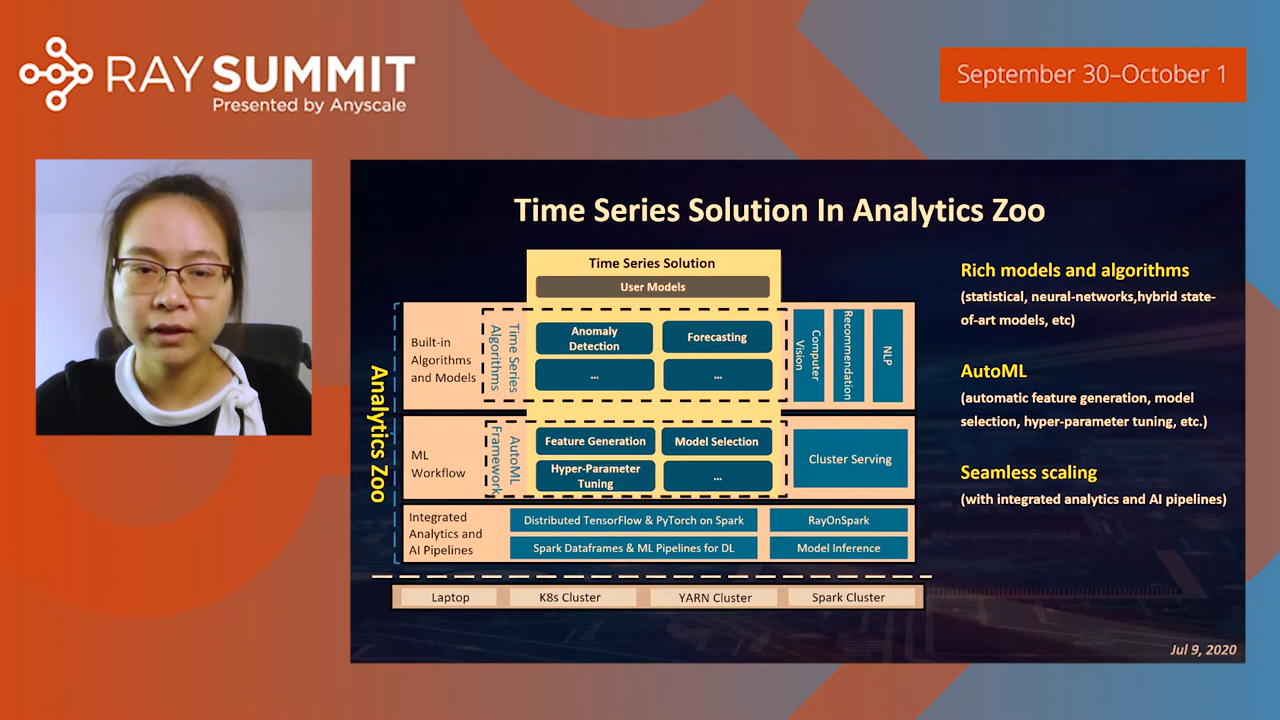 RAY SUMMIT
Presented by Anyscale
September 30–October 1
Time Series Solution In Analytics Zoo
Time Series Solution
User Models
Analytics Zoo
Built-in
Algorithms
and Models
Time Series
Algorithms
Anomaly
Detection
Forecasting
...
...
Computer
Vision
Recommendation
NLP
ML
Workflow
AutoML
Framework
Feature Generation
Model Selection
Hyper-Parameter
Tuning
...
Cluster Serving
Integrated
Analytics and
AI Pipelines
Distributed TensorFlow & PyTorch on Spark
RayOnSpark
Spark Dataframes & ML Pipelines for DL
Model Inference
Laptop
K8s Cluster
YARN Cluster
Spark Cluster
Rich models and algorithms
(statistical, neural-networks,hybrid state-
of-art models, etc)
AutoML
(automatic feature generation, model
selection, hyper-parameter tuning, etc.)
Seamless scaling
(with integrated analytics and AI pipelines)
Jul 9, 2020